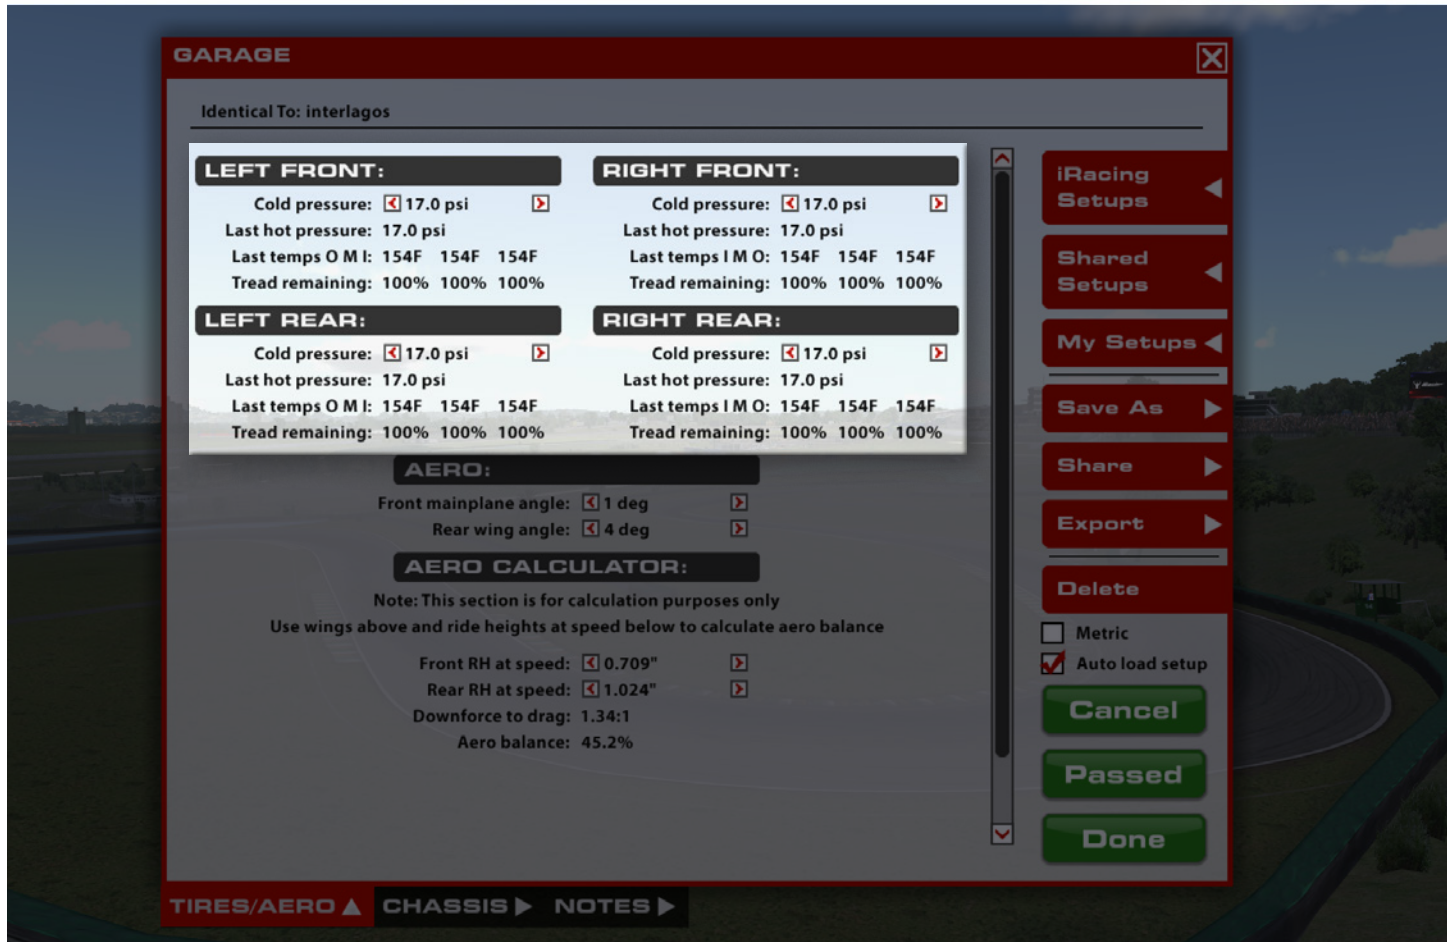 GARAGE
Identical To: interlagos
LEFT FRONT:
Cold pressure: 17.0 psi
Last hot pressure: 17.0 psi
Last temps O M I: 154F 154F 154F
Tread remaining: 100% 100% 100%
RIGHT FRONT:
Cold pressure: 17.0 psi
Last hot pressure: 17.0 psi
Last temps I M O: 154F 154F 154F
Tread remaining: 100% 100% 100%
LEFT REAR:
Cold pressure: 17.0 psi
Last hot pressure: 17.0 psi
Last temps O M I: 154F 154F 154F
Tread remaining: 100% 100% 100%
RIGHT REAR:
Cold pressure: 17.0 psi
Last hot pressure: 17.0 psi
Last temps I M O: 154F 154F 154F
Tread remaining: 100% 100% 100%
AERO:
Front mainplane angle: 1 deg
Rear wing angle: 4 deg
AERO CALCULATOR:
Note: This section is for calculation purposes only
Use wings above and ride heights at speed below to calculate aero balance
Front RH at speed: 0.709"
Rear RH at speed: 1.024"
Downforce to drag: 1.34:1
Aero balance: 45.2%
iRacing
Setups
Shared
Setups
My Setups
Save As
Share
Export
Delete
Metric
Auto load setup
Cancel
Passed
Done
TIRES/AERO
CHASSIS
NOTES